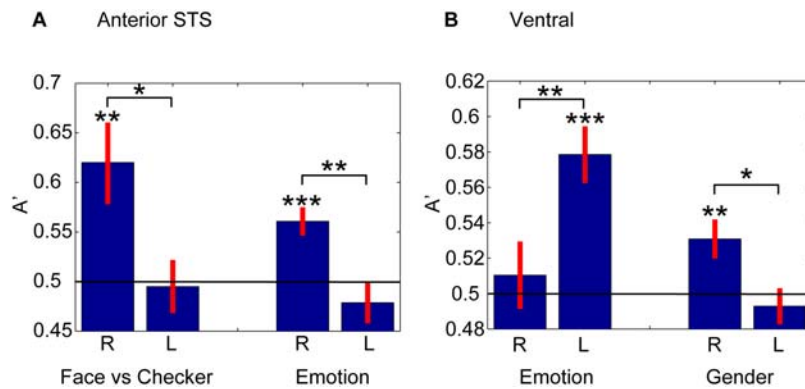 A Anterior STS
0.7
0.65
0.6
0.55
0.5
0.45
A'
*
**
***
**
R L R L
Face vs Checker Emotion
B Ventral
0.62
0.6
0.58
0.56
0.54
0.52
0.5
0.48
A'
**
***
**
*
R L R L
Emotion Gender